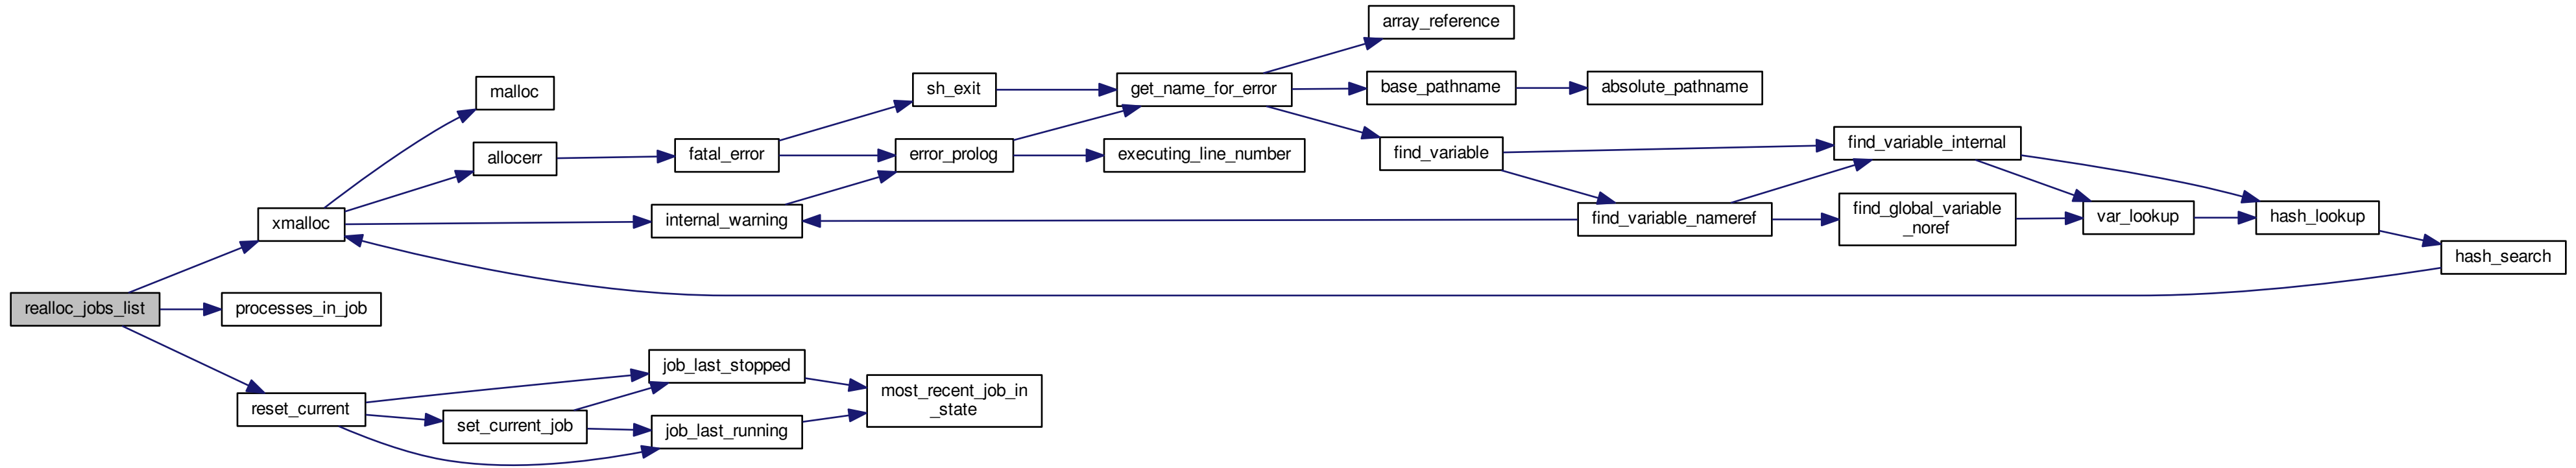 array_reference
malloc
sh_exit
get_name_for_error
base_pathname
absolute_pathname
allocerr
fatal_error
error_prolog
executing_line_number
find_variable
find_variable_internal
xmalloc
internal_warning
find_variable_nameref
find_global_variable
_noref
var_lookup
hash_lookup
hash_search
realloc_jobs_list
processes_in_job
reset_current
job_last_stopped
set_current_job
job_last_running
most_recent_job_in
_state